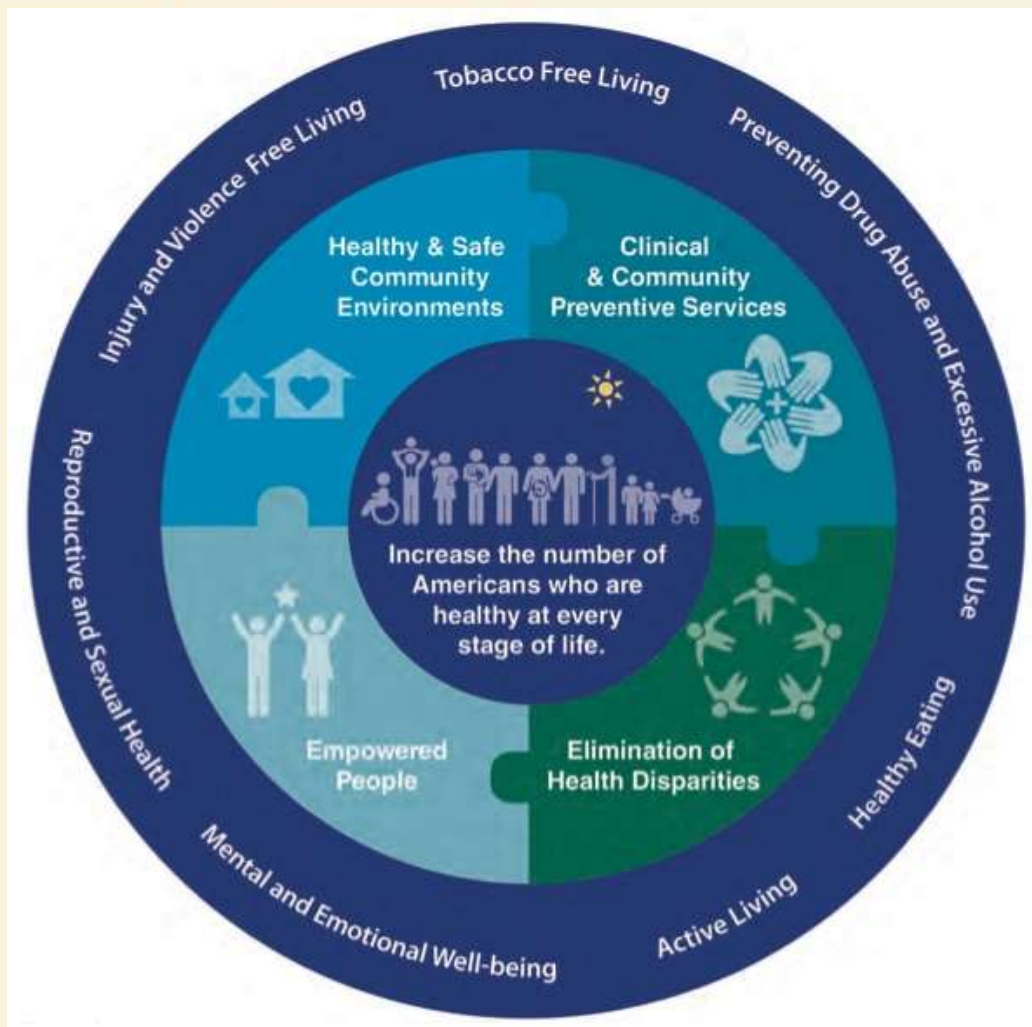 Tobacco Free Living
Preventing Drug Abuse and Excessive Alcohol Use
Healthy Eating
Active Living
Mental and Emotional Well-being
Reproductive and Sexual Health
Injury and Violence Free Living
Healthy & Safe
Community
Environments
Clinical
& Community
Preventive Services
Elimination of
Health Disparities
Empowered
People
Increase the number of
Americans who are
healthy at every
stage of life.